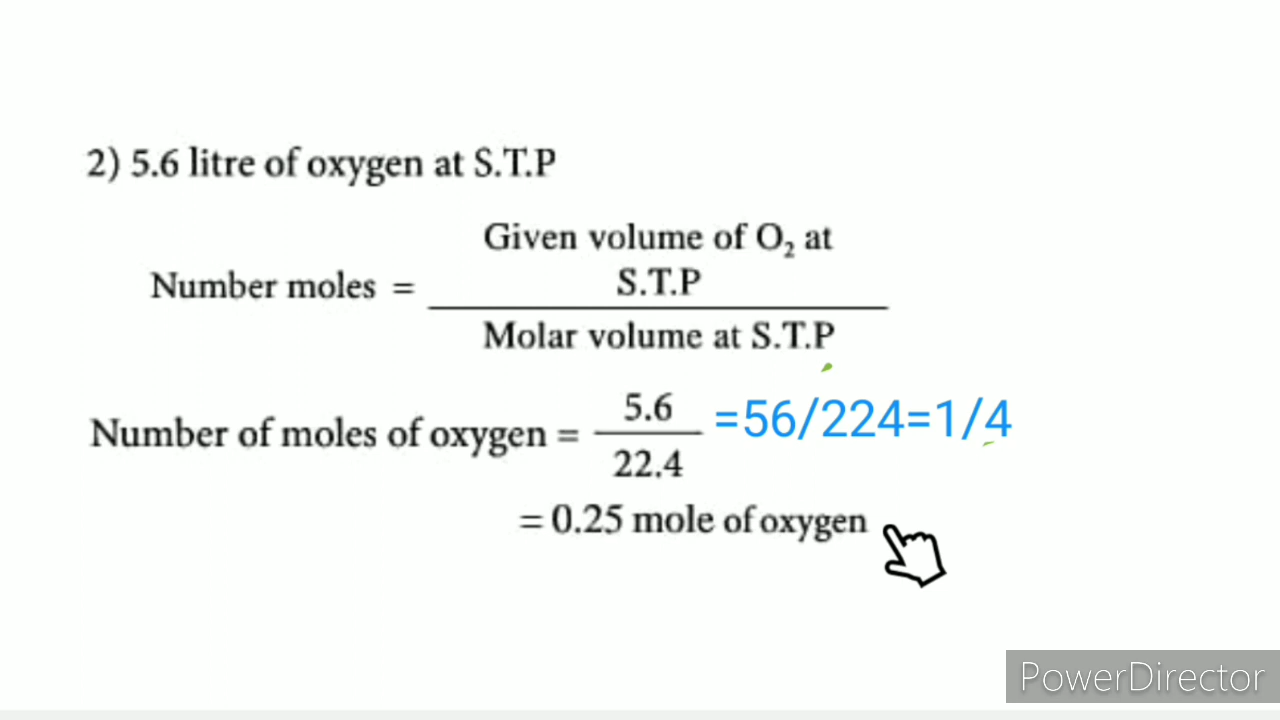 2) 5.6 litre of oxygen at S.T.P
Given volume of O₂ at
S.T.P
Number moles =
Molar volume at S.T.P
Number of moles of oxygen = 5.6 / 22.4 =56/224=1/4
= 0.25 mole of oxygen
PowerDirector